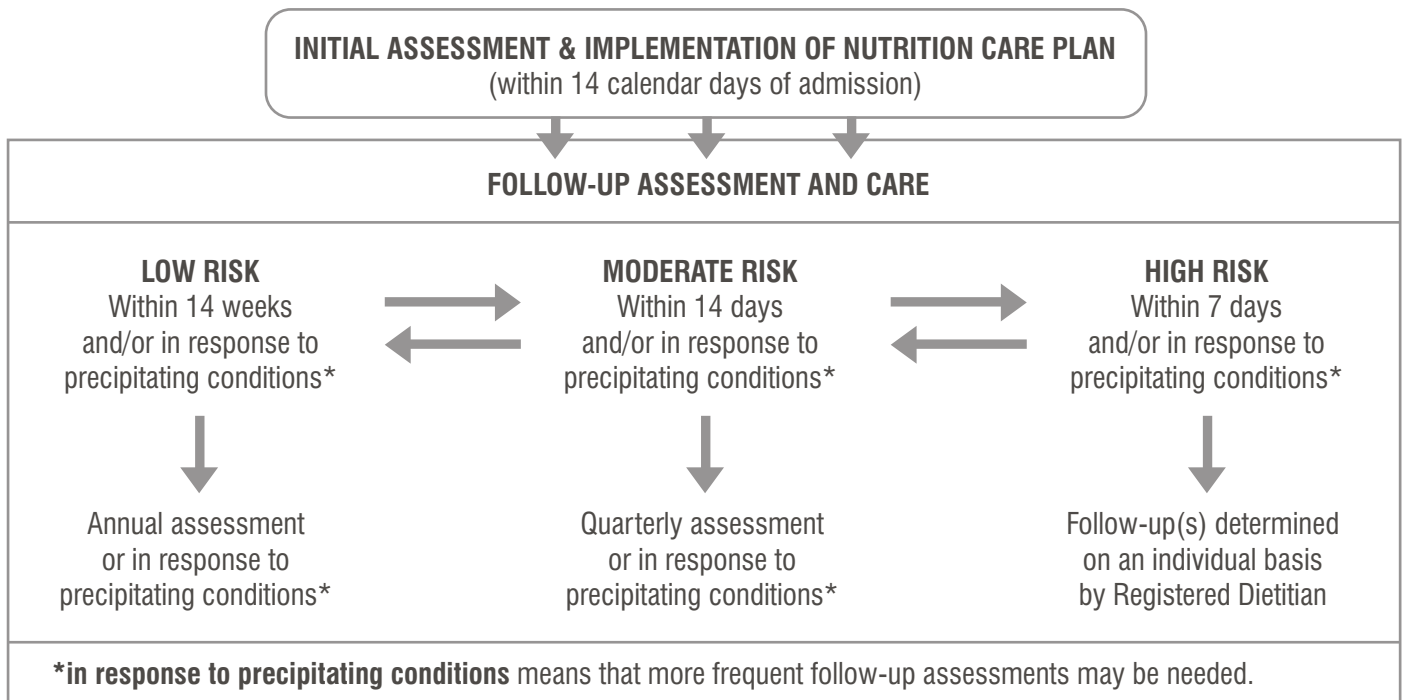 INITIAL ASSESSMENT & IMPLEMENTATION OF NUTRITION CARE PLAN
(within 14 calendar days of admission)
FOLLOW-UP ASSESSMENT AND CARE
LOW RISK
Within 14 weeks
and/or in response to
precipitating conditions*
MODERATE RISK
Within 14 days
and/or in response to
precipitating conditions*
HIGH RISK
Within 7 days
and/or in response to
precipitating conditions*
Annual assessment
or in response to
precipitating conditions*
Quarterly assessment
or in response to
precipitating conditions*
Follow-up(s) determined
on an individual basis
by Registered Dietitian
*in response to precipitating conditions means that more frequent follow-up assessments may be needed.